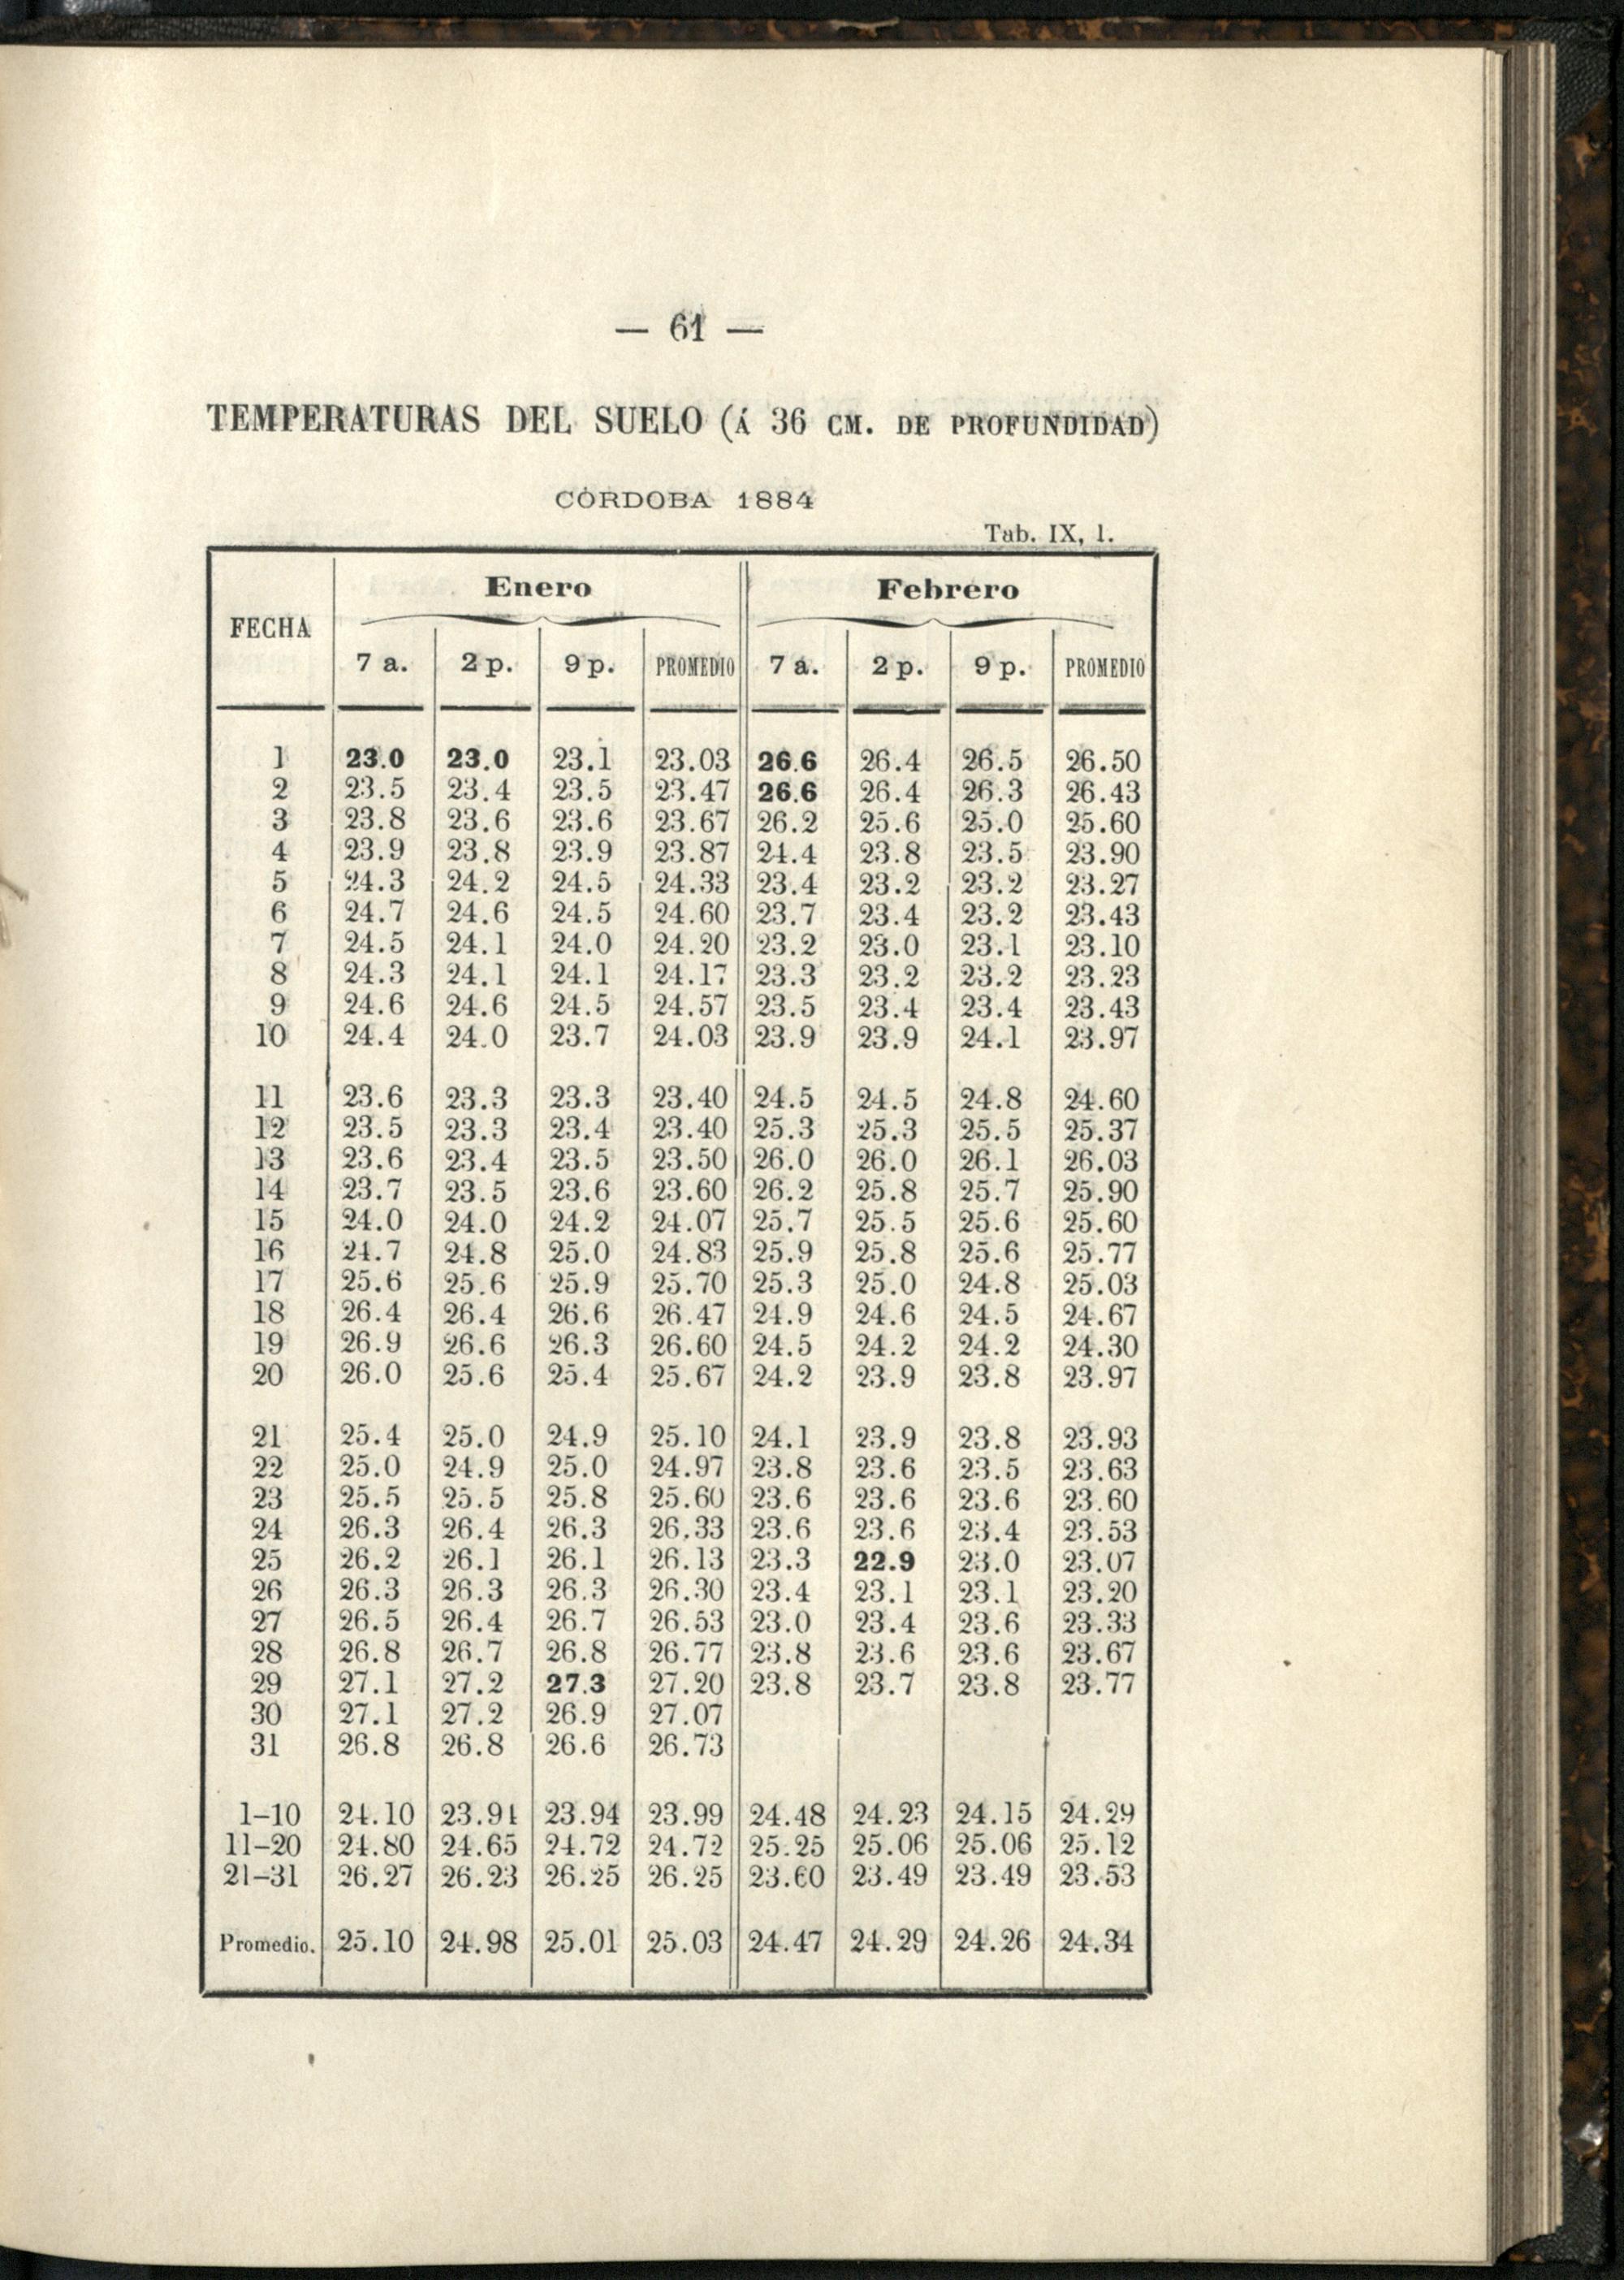 — 61 —
TEMPERATURAS DEL SUELO (Á 36 CM. DE PROFUNDIDAD)
CÓRDOBA 1884
Tab. IX, 1.
FECHA Enero Febrero
7 a. 2 p. 9 p. PROMEDIO 7 a. 2 p. 9 p. PROMEDIO
1 23.0 23.0 23.1 23.03 26.6 26.4 26.5 26.50
2 23.5 23.4 23.5 23.47 26.6 26.4 26.3 26.43
3 23.8 23.6 23.6 23.67 26.2 25.6 25.0 25.60
4 23.9 23.8 23.9 23.87 24.4 23.8 23.5 23.90
5 24.3 24.2 24.5 24.33 23.4 23.2 23.2 23.27
6 24.7 24.6 24.5 24.60 23.7 23.4 23.2 23.43
7 24.5 24.1 24.0 24.20 23.2 23.0 23.1 23.10
8 24.3 24.1 24.1 24.17 23.3 23.2 23.2 23.23
9 24.6 24.6 24.5 24.57 23.5 23.4 23.4 23.43
10 24.4 24.0 23.7 24.03 23.9 23.9 24.1 23.97
11 23.6 23.3 23.3 23.40 24.5 24.5 24.8 24.60
12 23.5 23.3 23.4 23.40 25.3 25.3 25.5 25.37
13 23.6 23.4 23.5 23.50 26.0 26.0 26.1 26.03
14 23.7 23.5 23.6 23.60 26.2 25.8 25.7 25.90
15 24.0 24.0 24.2 24.07 25.7 25.5 25.6 25.60
16 24.7 24.8 25.0 24.83 25.9 25.8 25.6 25.77
17 25.6 25.6 25.9 25.70 25.3 25.0 24.8 25.03
18 26.4 26.4 26.6 26.47 24.9 24.6 24.5 24.67
19 26.9 26.6 26.3 26.60 24.5 24.2 24.2 24.30
20 26.0 25.6 25.4 25.67 24.2 23.9 23.8 23.97
21 25.4 25.0 24.9 25.10 24.1 23.9 23.8 23.93
22 25.0 24.9 25.0 24.97 23.8 23.6 23.5 23.63
23 25.5 25.5 25.8 25.60 23.6 23.6 23.6 23.60
24 26.3 26.4 26.3 26.33 23.6 23.6 23.4 23.53
25 26.2 26.1 26.1 26.13 23.3 22.9 23.0 23.07
26 26.3 26.3 26.3 26.30 23.4 23.1 23.1 23.20
27 26.5 26.4 26.7 26.53 23.0 23.4 23.6 23.33
28 26.8 26.7 26.8 26.77 23.8 23.6 23.6 23.67
29 27.1 27.2 27.3 27.20 23.8 23.7 23.8 23.77
30 27.1 27.2 26.9 27.07
31 26.8 26.8 26.6 26.73
1–10 24.10 23.94 23.94 23.99 24.48 24.23 24.15 24.29
11–20 24.80 24.65 24.72 24.72 25.25 25.06 25.06 25.12
21–31 26.27 26.23 26.25 26.25 23.60 23.49 23.49 23.53
Promedio. 25.10 24.98 25.01 25.03 24.47 24.29 24.26 24.34